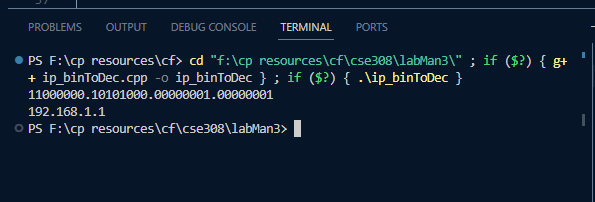 PROBLEMS OUTPUT DEBUG CONSOLE TERMINAL PORTS
PS F:\cp resources\cf> cd "f:\cp resources\cf\cse308\labMan3\" ; if ($?) { g+
+ ip_binToDec.cpp -o ip_binToDec } ; if ($?) { .\ip_binToDec }
11000000.10101000.00000001.00000001
192.168.1.1
PS F:\cp resources\cf\cse308\labMan3>